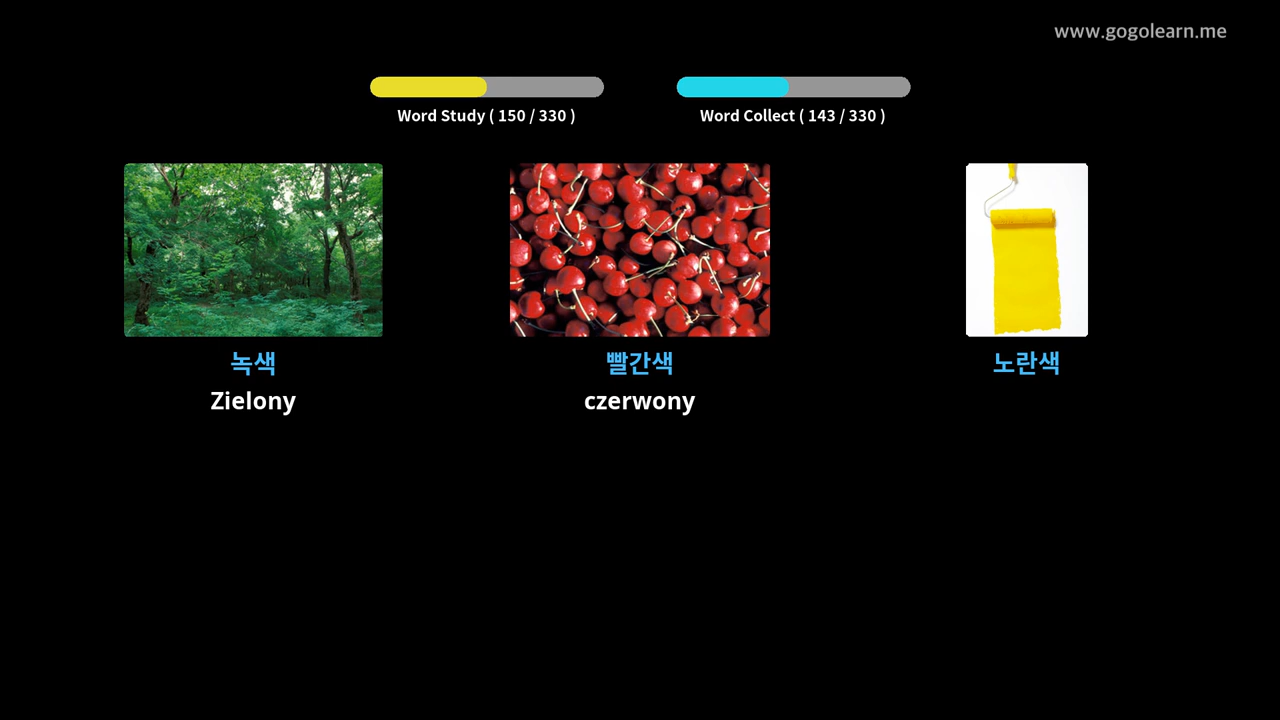 www.gogolearn.me
Word Study ( 150 / 330 )
Word Collect ( 143 / 330 )
녹색
빨간색
노란색
Zielony
czerwony